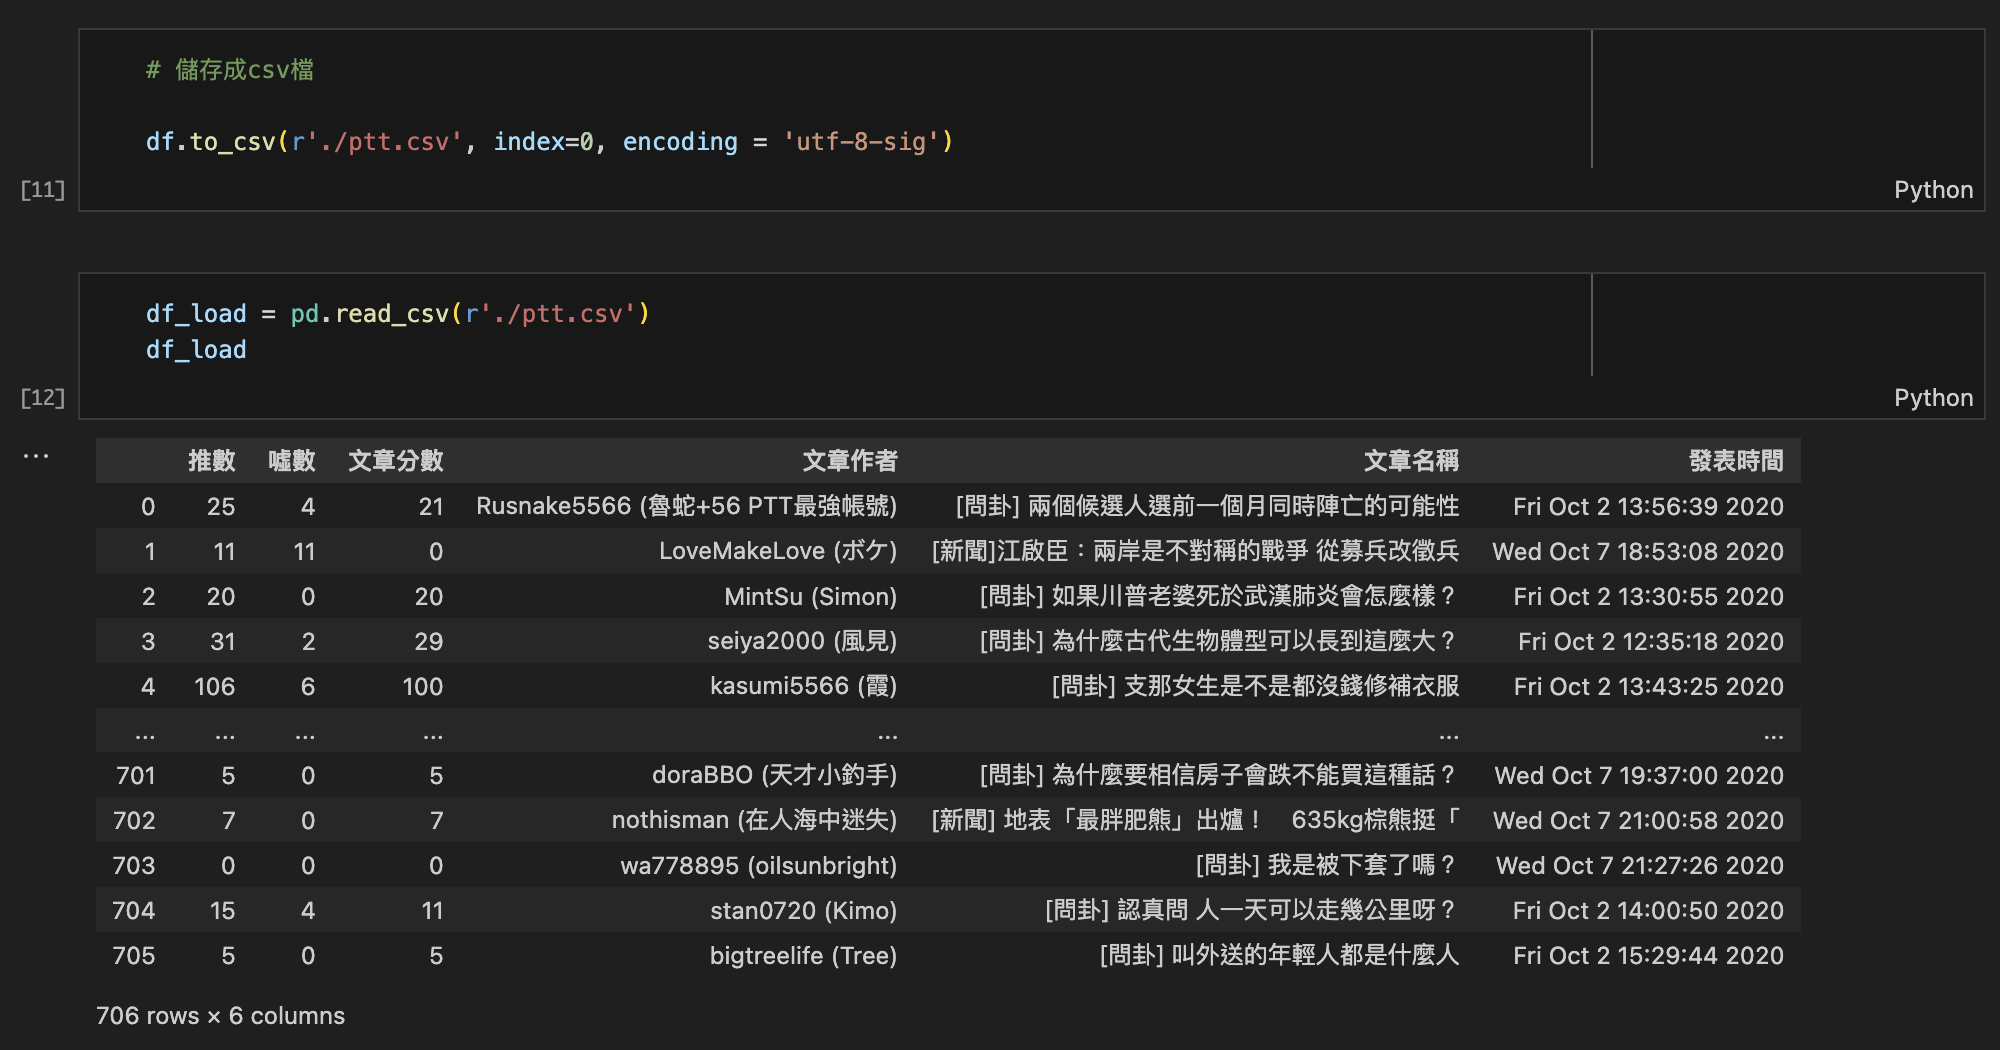 # 儲存成csv檔
df.to_csv(r'./ptt.csv', index=0, encoding = 'utf-8-sig')
[11]
Python
df_load = pd.read_csv(r'./ptt.csv')
df_load
[12]
Python
...
推數 噓數 文章分數 文章作者 文章名稱 發表時間
0 25 4 21 Rusnake5566 (魯蛇+56 PTT最強帳號) [問卦] 兩個候選人選前一個月同時陣亡的可能性 Fri Oct 2 13:56:39 2020
1 11 11 0 LoveMakeLove (ボケ) [新聞]江啟臣：兩岸是不對稱的戰爭 從募兵改徵兵 Wed Oct 7 18:53:08 2020
2 20 0 20 MintSu (Simon) [問卦] 如果川普老婆死於武漢肺炎會怎麼樣？ Fri Oct 2 13:30:55 2020
3 31 2 29 seiya2000 (風見) [問卦] 為什麼古代生物體型可以長到這麼大？ Fri Oct 2 12:35:18 2020
4 106 6 100 kasumi5566 (霞) [問卦] 支那女生是不是都沒錢修補衣服 Fri Oct 2 13:43:25 2020
... ... ... ... ... ... ...
701 5 0 5 doraBBO (天才小釣手) [問卦] 為什麼要相信房子會跌不能買這種話？ Wed Oct 7 19:37:00 2020
702 7 0 7 nothisman (在人海中迷失) [新聞] 地表「最胖肥熊」出爐！　635kg棕熊挺「 Wed Oct 7 21:00:58 2020
703 0 0 0 wa778895 (oilsunbright) [問卦] 我是被下套了嗎？ Wed Oct 7 21:27:26 2020
704 15 4 11 stan0720 (Kimo) [問卦] 認真問 人一天可以走幾公里呀？ Fri Oct 2 14:00:50 2020
705 5 0 5 bigtreelife (Tree) [問卦] 叫外送的年輕人都是什麼人 Fri Oct 2 15:29:44 2020
706 rows × 6 columns